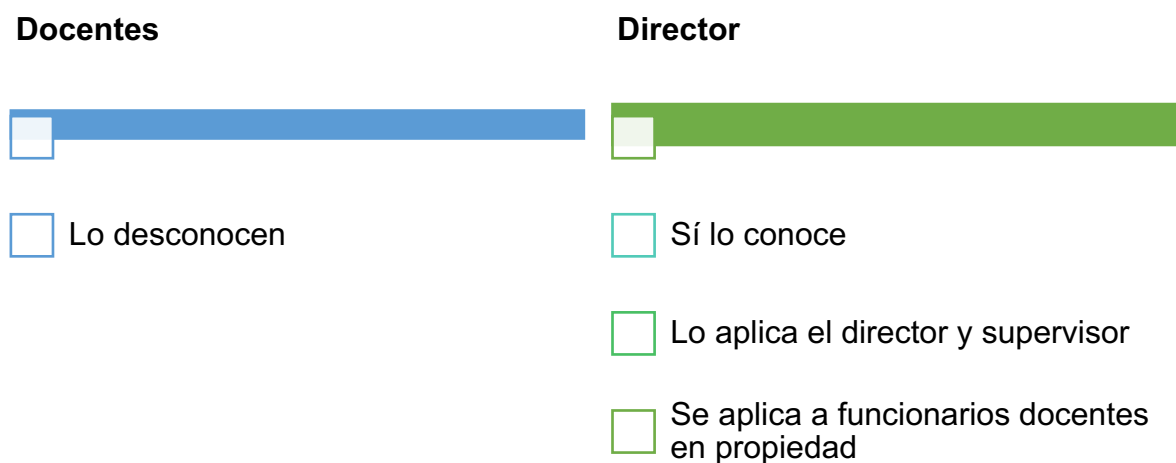 Docentes
Lo desconocen
Director
Sí lo conoce
Lo aplica el director y supervisor
Se aplica a funcionarios docentes
en propiedad